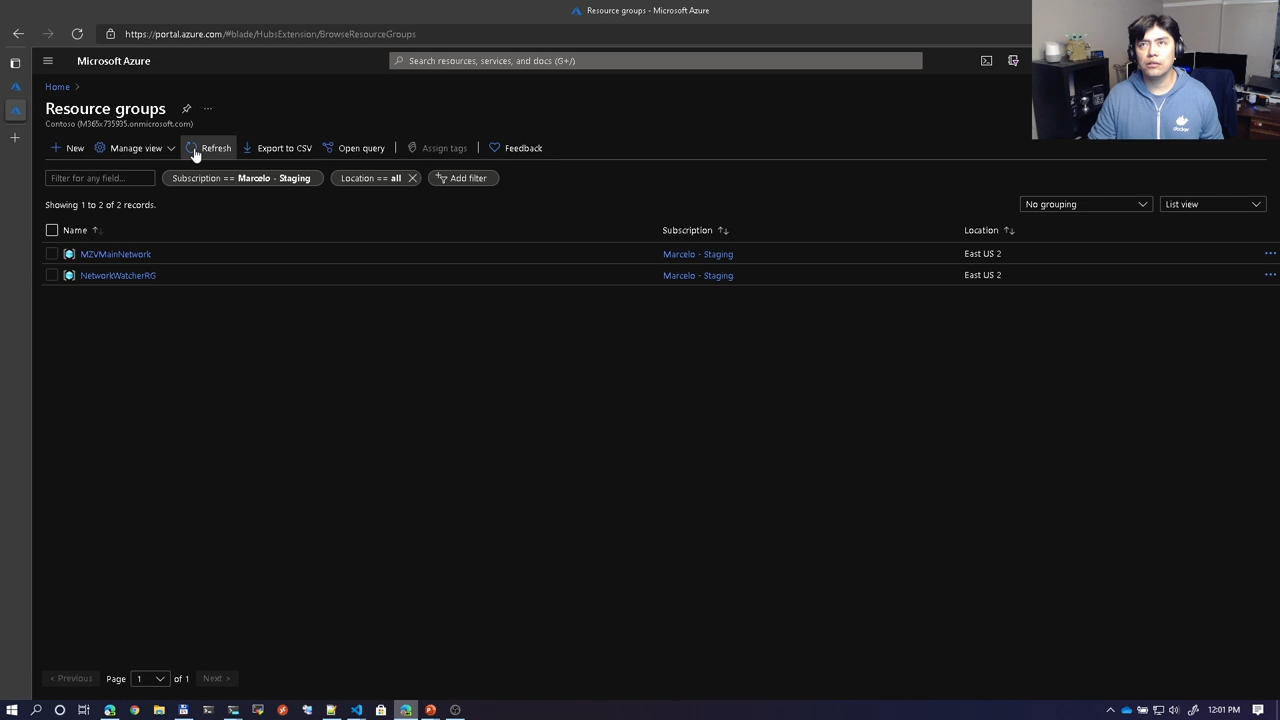 Resource groups - Microsoft Azure
https://portal.azure.com/#blade/HubsExtension/BrowseResourceGroups
Microsoft Azure
Search resources, services, and docs (G+/)
Home >
Resource groups
Contoso (M365x735935.onmicrosoft.com)
New Manage view Refresh Export to CSV Open query Assign tags Feedback
Filter for any field... Subscription == Marcelo - Staging Location == all Add filter
Showing 1 to 2 of 2 records. No grouping List view
Name Subscription Location
MZVMainNetwork Marcelo - Staging East US 2
NetworkWatcherRG Marcelo - Staging East US 2
< Previous Page 1 of 1 Next >
12:01 PM